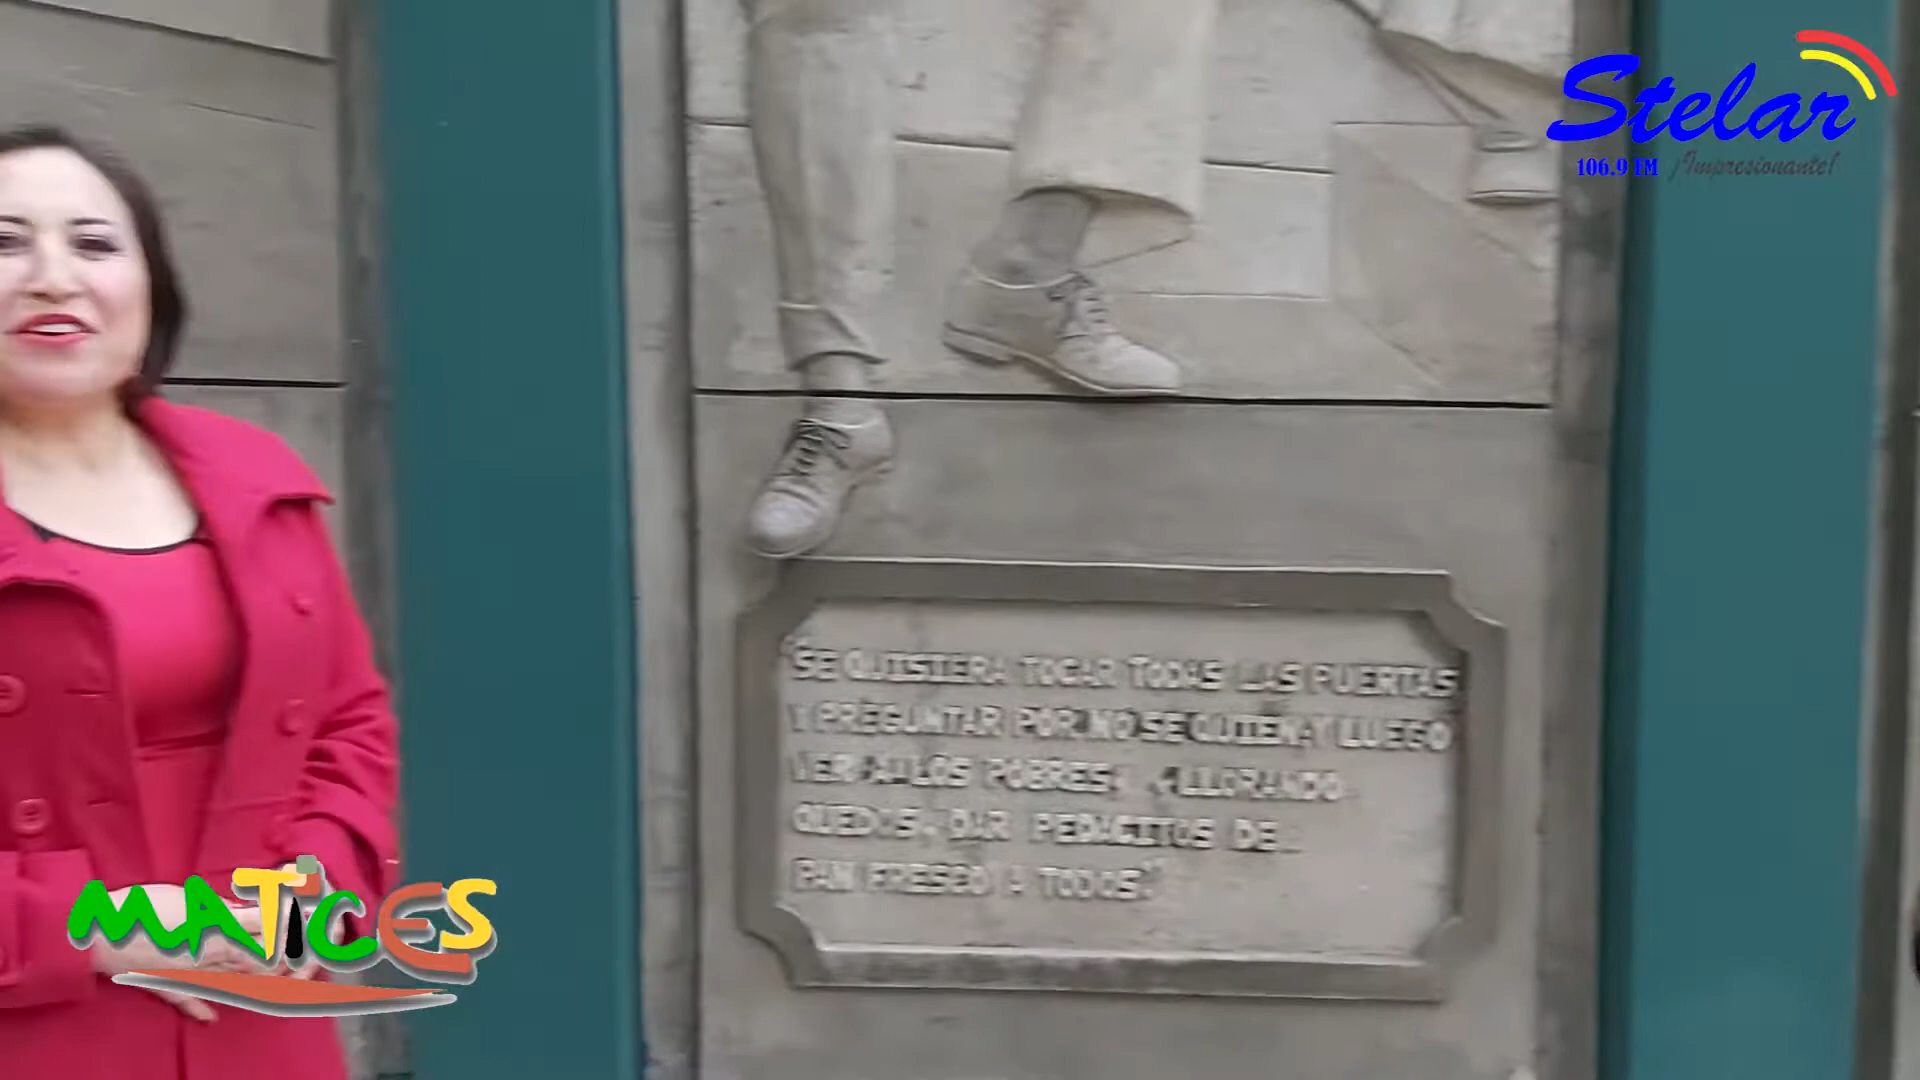 Stelar
106.9 FM ¡Impresionante!
"SE QUISIERA TOCAR TODAS LAS PUERTAS
Y PREGUNTAR POR NO SE QUIEN, Y LUEGO
VER A LOS POBRES, Y LLORANDO
QUEDOS, DAR PEDACITOS DE
PAN FRESCO A TODOS."
MATICES